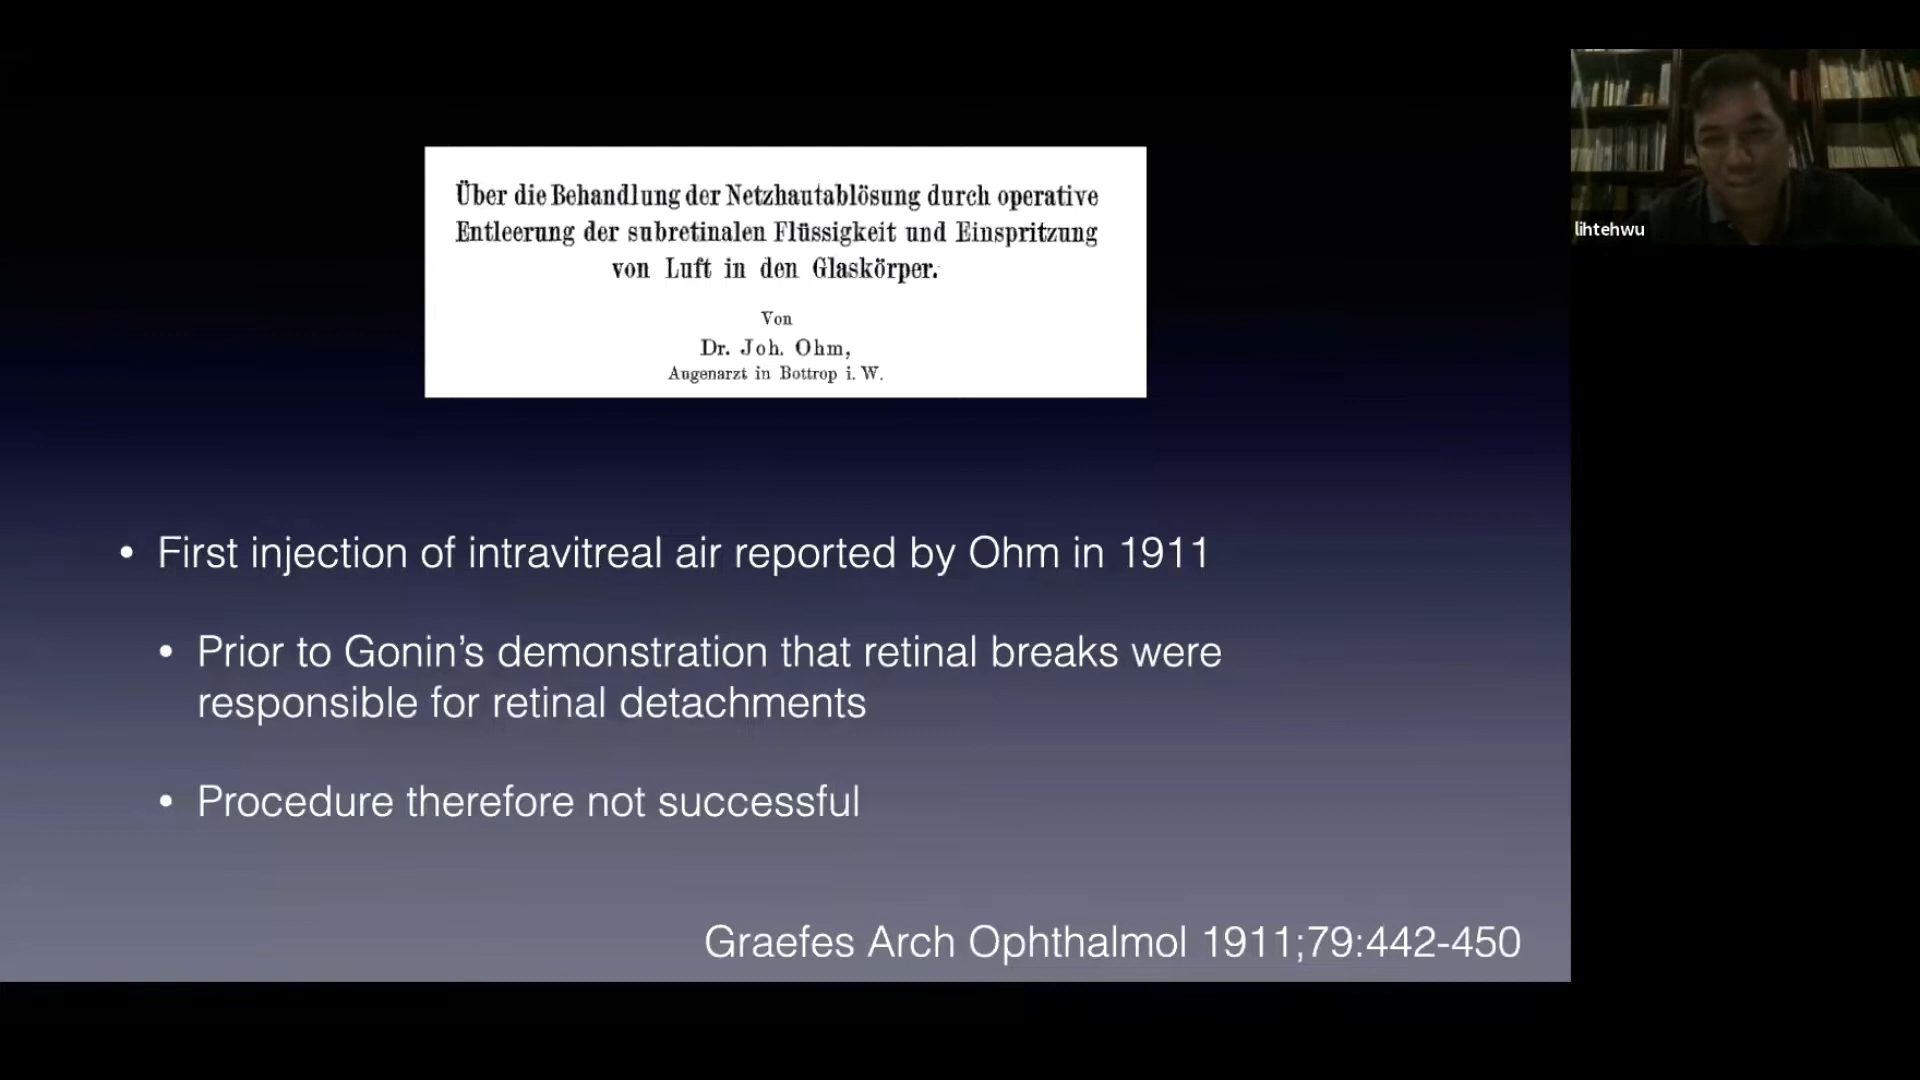 Über die Behandlung der Netzhautablösung durch operative
Entleerung der subretinalen Flüssigkeit und Einspritzung
von Luft in den Glaskörper.
Von
Dr. Joh. Ohm,
Augenarzt in Bottrop i. W.
lihtehwu
• First injection of intravitreal air reported by Ohm in 1911
• Prior to Gonin’s demonstration that retinal breaks were
responsible for retinal detachments
• Procedure therefore not successful
Graefes Arch Ophthalmol 1911;79:442-450